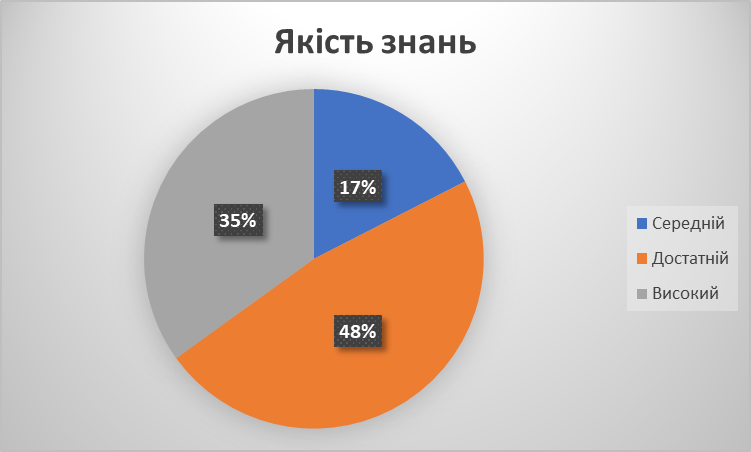 Якість знань
17%
35%
48%
Середній
Достатній
Високий